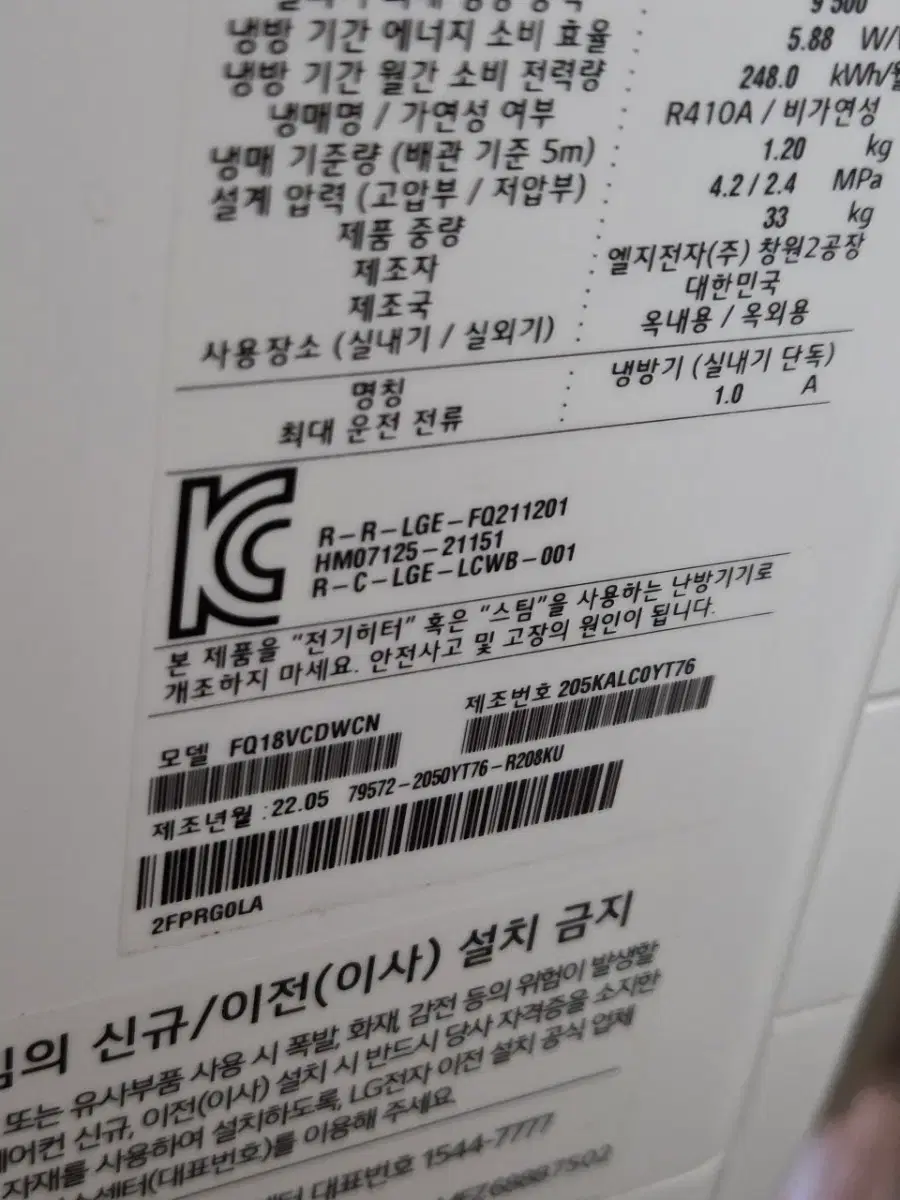 9 500
냉방 기간 에너지 소비 효율 : 5.88 W/
냉방 기간 월간 소비 전력량 : 248.0 kWh/월
냉매명 / 가연성 여부 : R410A / 비가연성
냉매 기준량 (배관 기준 5m) : 1.20 kg
설계 압력 (고압부 / 저압부) : 4.2 / 2.4 MPa
제품 중량 : 33 kg
제조자 : 엘지전자(주) 창원2공장
제조국 : 대한민국
사용장소 (실내기 / 실외기) : 옥내용 / 옥외용
명칭 : 냉방기 (실내기 단독)
최대 운전 전류 : 1.0 A
R-R-LGE-FQ211201
HM07125-21151
R-C-LGE-LCWB-001
본 제품을 "전기히터" 혹은 "스팀"을 사용하는 난방기기로
개조하지 마세요. 안전사고 및 고장의 원인이 됩니다.
모델 FQ18VCDWCN
제조번호 205KALC0YT76
제조년월 : 22.05 79572-2050YT76-R208KU
2FPRG0LA
임의 신규/이전(이사) 설치 금지
또는 유사부품 사용 시 폭발, 화재, 감전 등의 위험이 발생할
에어컨 신규, 이전(이사) 설치 시 반드시 당사 자격증을 소지한
자재를 사용하여 설치하도록, LG전자 이전 설치 공식 업체
센터(대표번호)를 이용해 주세요.
대표번호 1544-7777